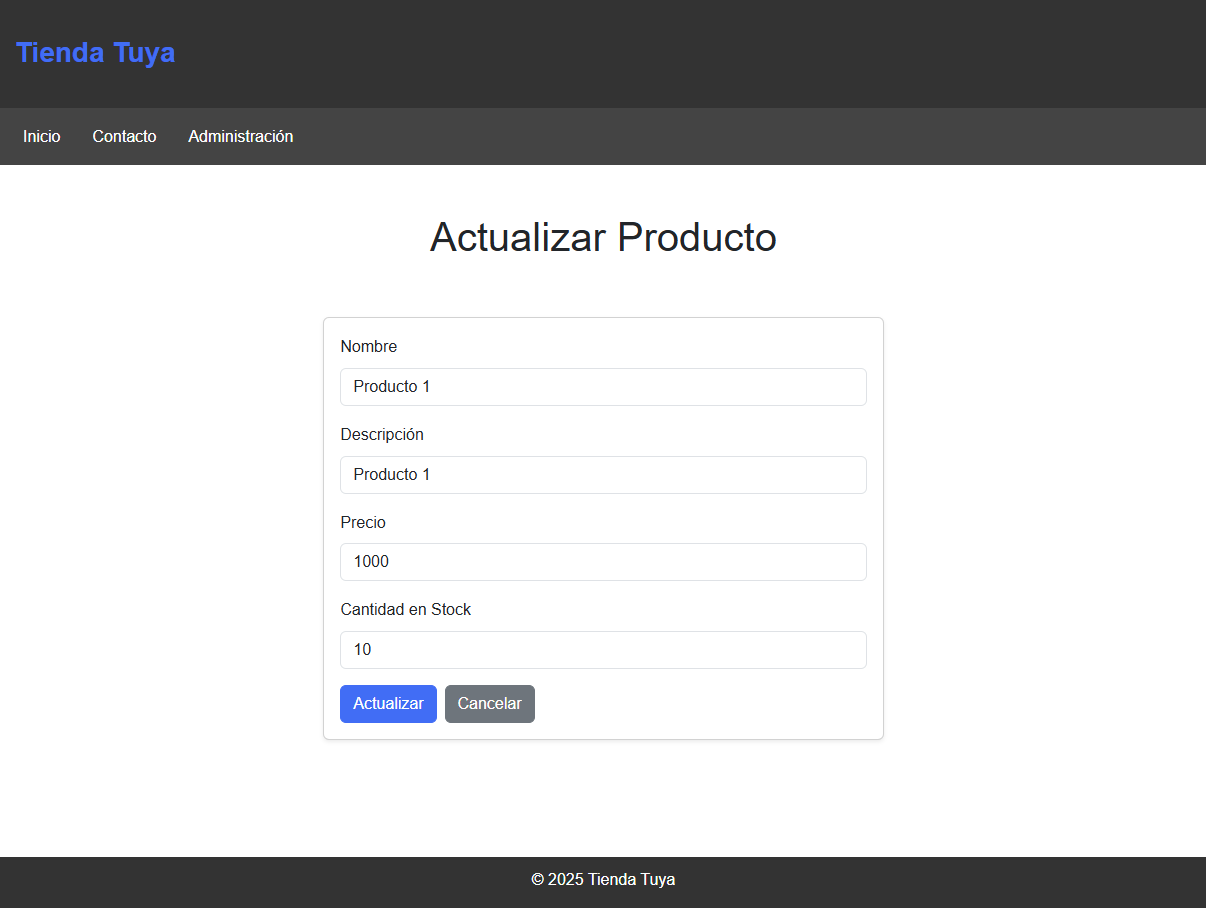 Tienda Tuya
Inicio Contacto Administración
Actualizar Producto
Nombre
Producto 1
Descripción
Producto 1
Precio
1000
Cantidad en Stock
10
Actualizar Cancelar
© 2025 Tienda Tuya